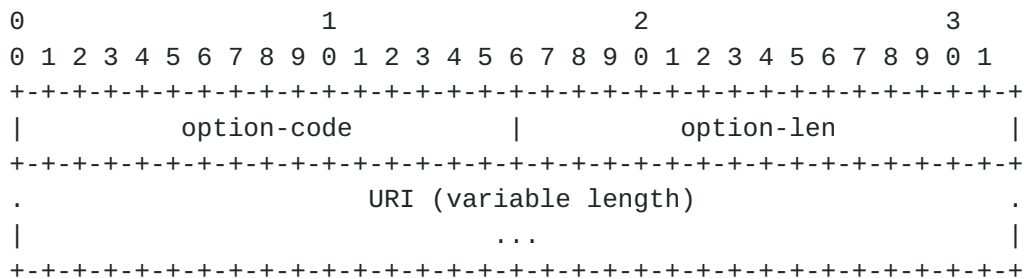 0                   1                   2                   3
0 1 2 3 4 5 6 7 8 9 0 1 2 3 4 5 6 7 8 9 0 1 2 3 4 5 6 7 8 9 0 1
+-+-+-+-+-+-+-+-+-+-+-+-+-+-+-+-+-+-+-+-+-+-+-+-+-+-+-+-+-+-+-+-+
|          option-code          |          option-len           |
+-+-+-+-+-+-+-+-+-+-+-+-+-+-+-+-+-+-+-+-+-+-+-+-+-+-+-+-+-+-+-+-+
.                      URI (variable length)                    .
|                              ...                              |
+-+-+-+-+-+-+-+-+-+-+-+-+-+-+-+-+-+-+-+-+-+-+-+-+-+-+-+-+-+-+-+-+